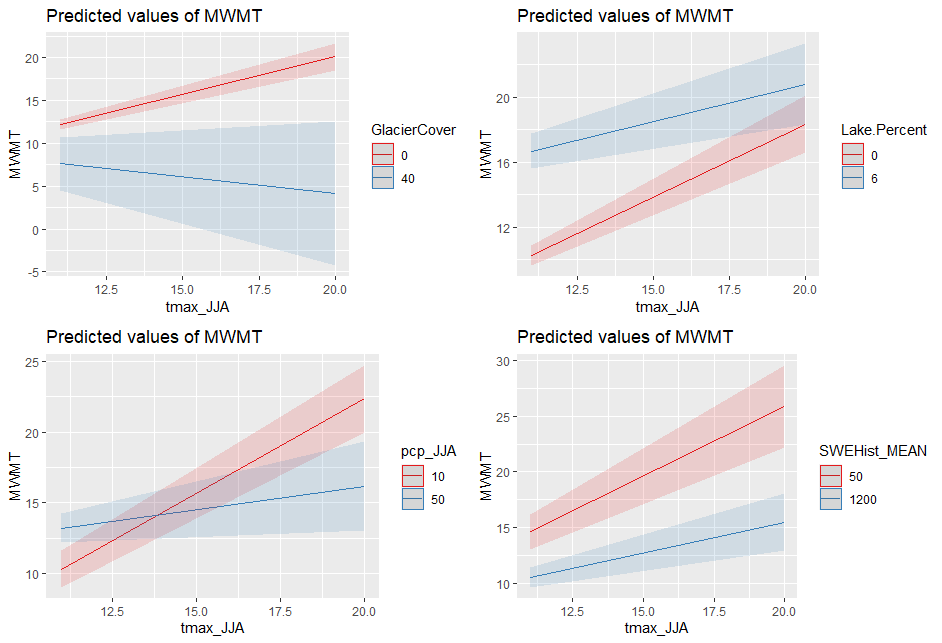 Predicted values of MWMT
20
15
10
5
0
-5
MWMT
12.5 15.0 17.5 20.0
tmax_JJA
GlacierCover
0
40
Predicted values of MWMT
20
16
12
MWMT
12.5 15.0 17.5 20.0
tmax_JJA
Lake.Percent
0
6
Predicted values of MWMT
25
20
15
10
MWMT
12.5 15.0 17.5 20.0
tmax_JJA
pcp_JJA
10
50
Predicted values of MWMT
30
25
20
15
10
MWMT
12.5 15.0 17.5 20.0
tmax_JJA
SWEHist_MEAN
50
1200